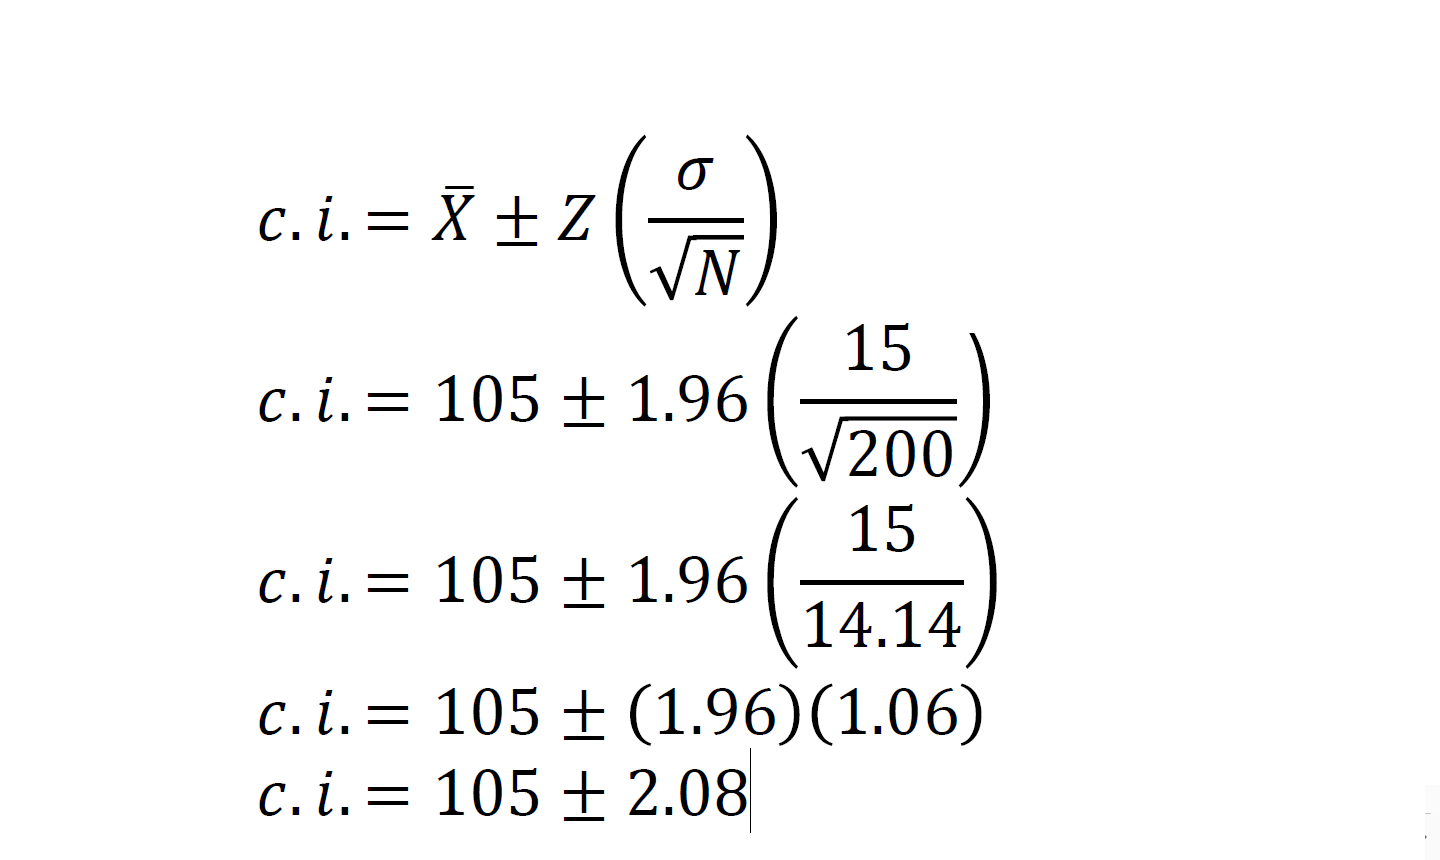 c.i. = X̄ ± Z (σ/√N)
c.i. = 105 ± 1.96 (15/√200)
c.i. = 105 ± 1.96 (15/14.14)
c.i. = 105 ± (1.96)(1.06)
c.i. = 105 ± 2.08